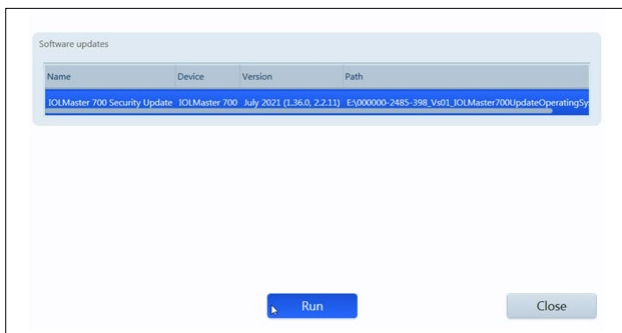 Software updates
Name Device Version Path
IOLMaster 700 Security Update IOLMaster 700 July 2021 (1.36.0, 2.2.11) E:\000000-2485-398_Vs01_IOLMaster700UpdateOperatingSy
Run Close